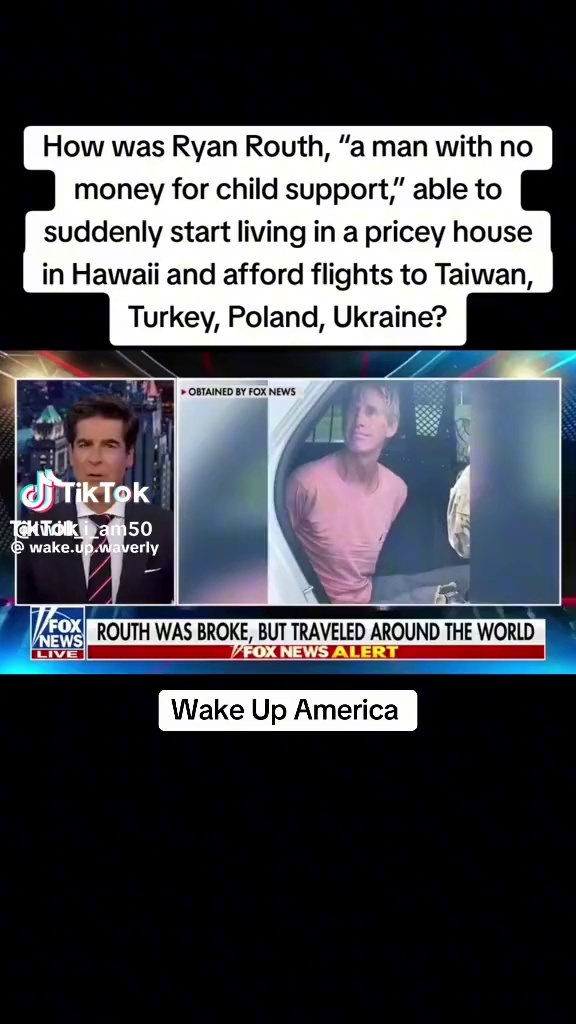 How was Ryan Routh, “a man with no
money for child support,” able to
suddenly start living in a pricey house
in Hawaii and afford flights to Taiwan,
Turkey, Poland, Ukraine?
OBTAINED BY FOX NEWS
TikTok
TikTok
i_am50
@ wake.up.waverly
FOX
NEWS
LIVE
ROUTH WAS BROKE, BUT TRAVELED AROUND THE WORLD
FOX NEWS ALERT
Wake Up America